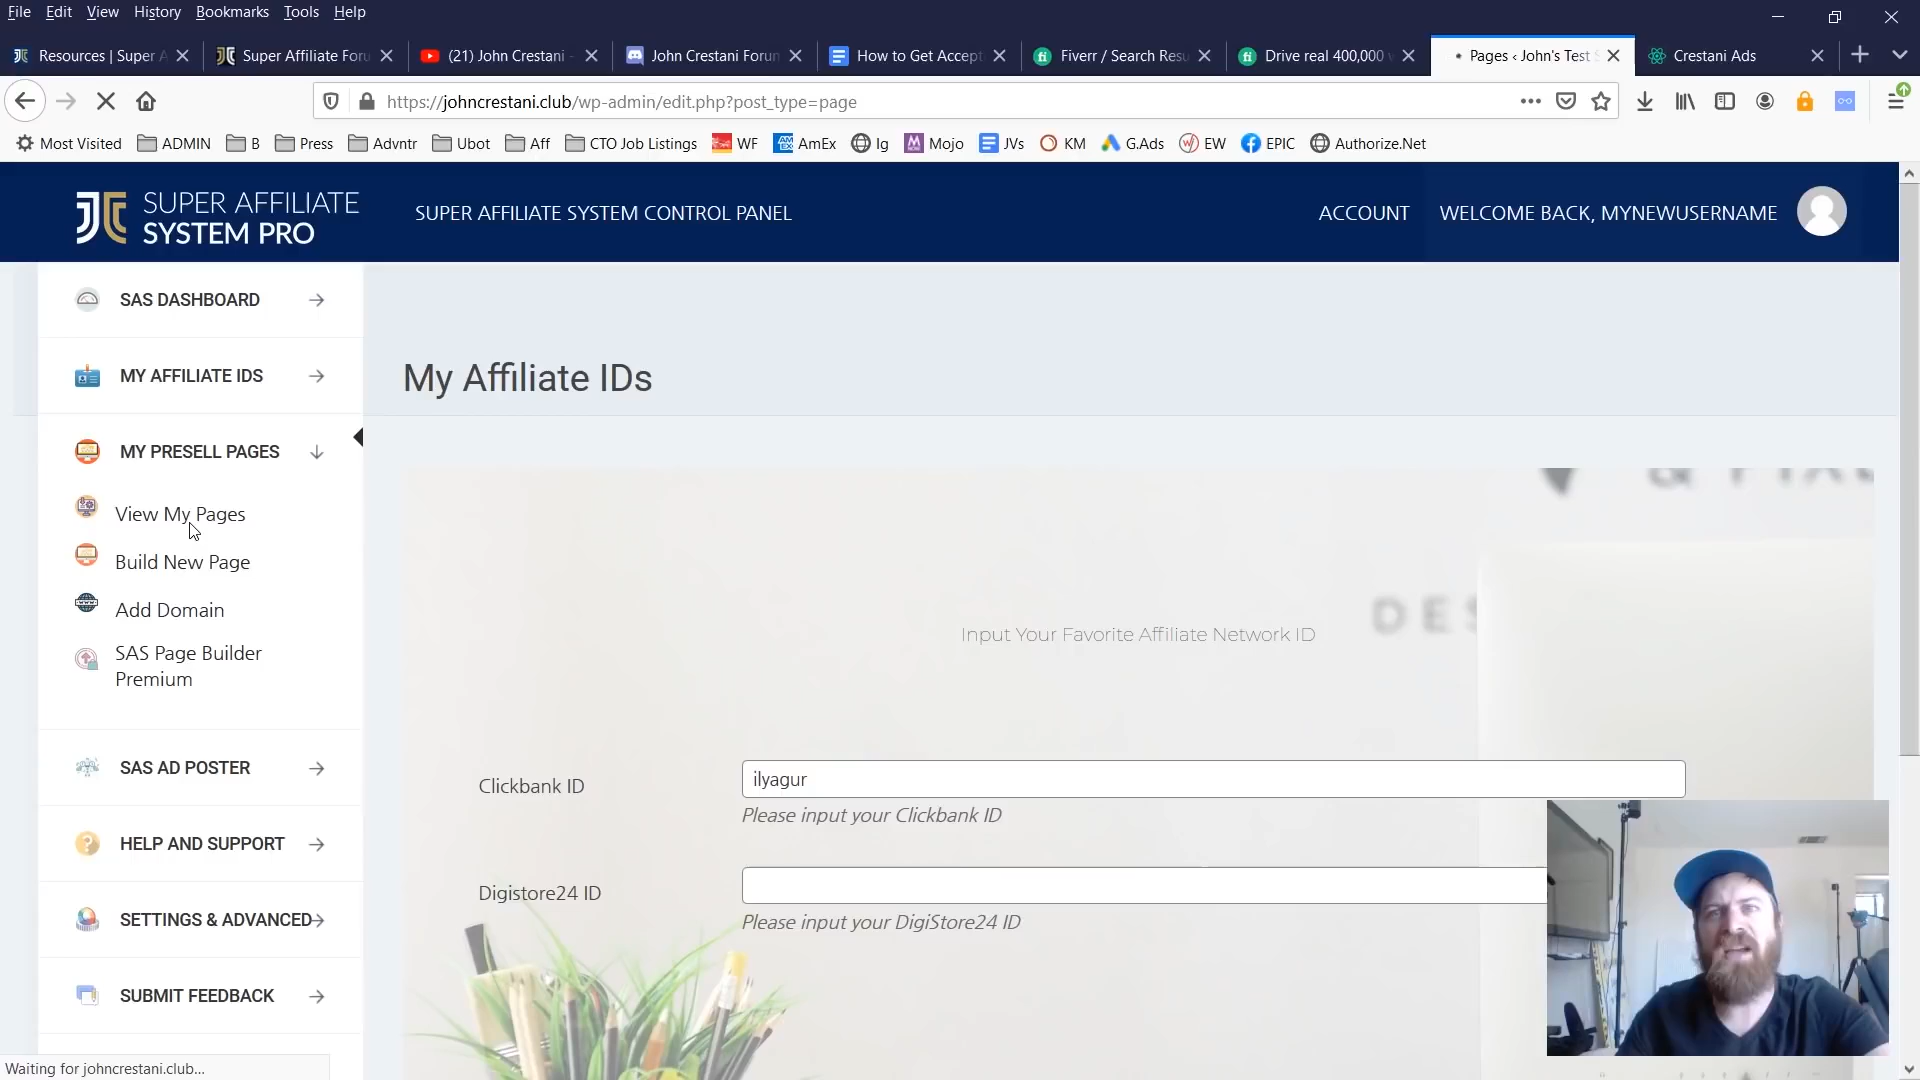 File Edit View History Bookmarks Tools Help
Resources | Super A
Super Affiliate Foru
(21) John Crestani -
John Crestani Forun
How to Get Accept
Fiverr / Search Resu
Drive real 400,000 v
Pages ‹ John's Test S
Crestani Ads
https://johncrestani.club/wp-admin/edit.php?post_type=page
Most Visited ADMIN B Press Advntr Ubot Aff CTO Job Listings WF AmEx Ig Mojo JVs KM G.Ads EW EPIC Authorize.Net
SUPER AFFILIATE
SYSTEM PRO
SUPER AFFILIATE SYSTEM CONTROL PANEL
ACCOUNT
WELCOME BACK, MYNEWUSERNAME
SAS DASHBOARD
MY AFFILIATE IDS
My Affiliate IDs
MY PRESELL PAGES
View My Pages
Build New Page
Add Domain
SAS Page Builder
Premium
SAS AD POSTER
HELP AND SUPPORT
SETTINGS & ADVANCED
SUBMIT FEEDBACK
DES
Input Your Favorite Affiliate Network ID
Clickbank ID
ilyagur
Please input your Clickbank ID
Digistore24 ID
Please input your DigiStore24 ID
Waiting for johncrestani.club...